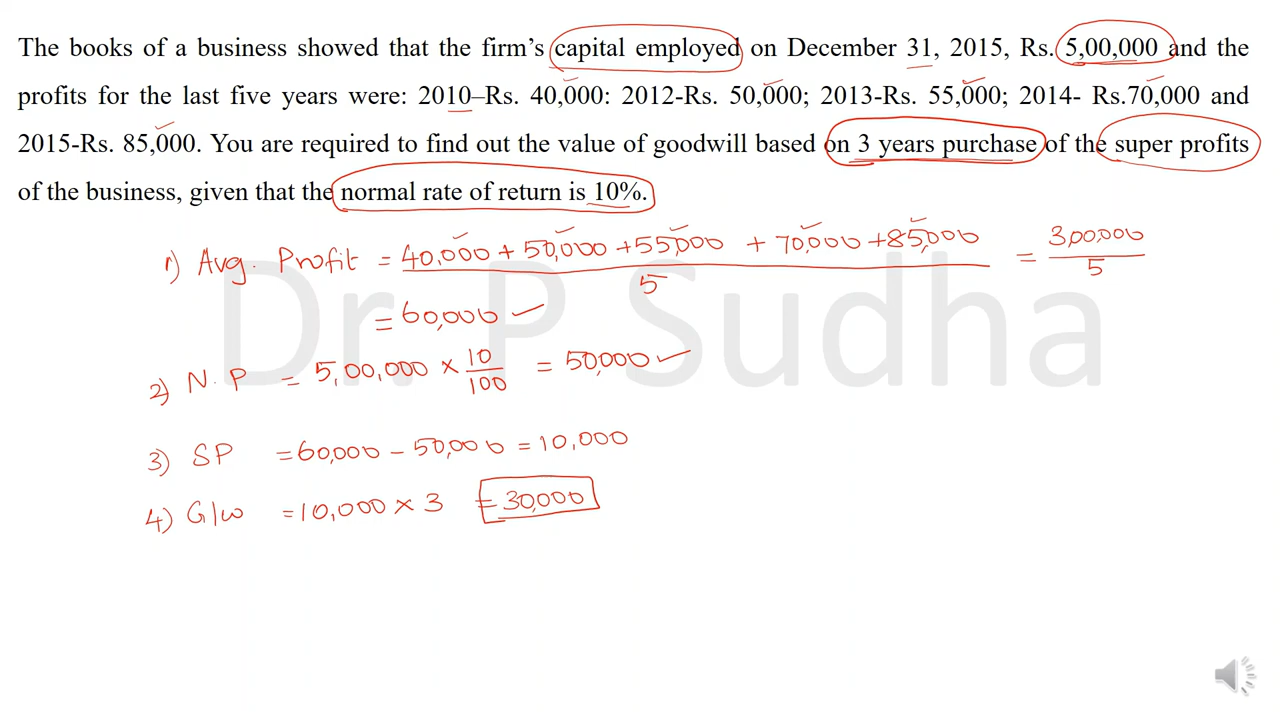 The books of a business showed that the firm’s capital employed on December 31, 2015, Rs. 5,00,000 and the
profits for the last five years were: 2010–Rs. 40,000: 2012-Rs. 50,000; 2013-Rs. 55,000; 2014- Rs.70,000 and
2015-Rs. 85,000. You are required to find out the value of goodwill based on 3 years purchase of the super profits
of the business, given that the normal rate of return is 10%.
1) Avg. Profit = 40,000 + 50,000 + 55,000 + 70,000 + 85,000 = 3,00,000
5 5
= 60,000
2) N.P = 5,00,000 × 10/100 = 50,000
3) SP = 60,000 – 50,000 = 10,000
4) G/w = 10,000 × 3 = 30,000
Dr. P Sudha